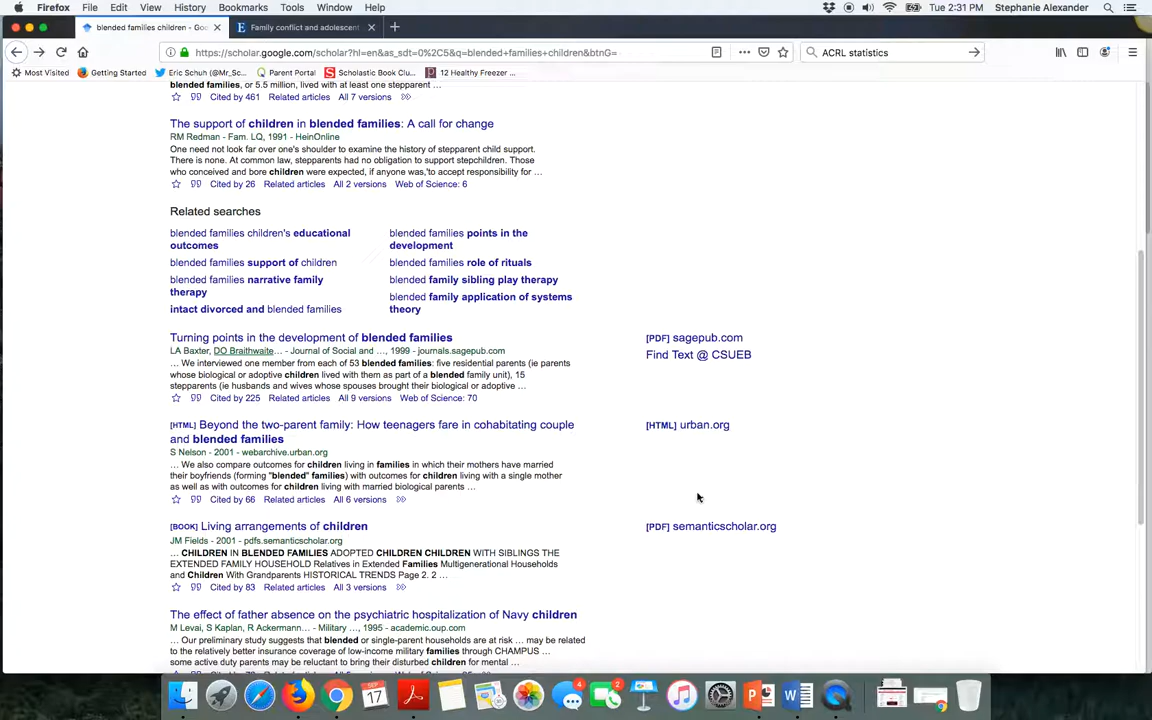 Firefox File Edit View History Bookmarks Tools Window Help Tu 2:31 PM Stephanie Alexander
blended families children - Goo Family conflict and adolescent
https://scholar.google.com/scholar?hl=en&as_sdt=0%2C5&q=blended+families+children&btnG= ACRL statistics
Most Visited Getting Started Eric Schuh (@Mr_Sc... Parent Portal Scholastic Book Clu... 12 Healthy Freezer ...
blended families, or 5.5 million, lived with at least one stepparent ...
Cited by 461 Related articles All 7 versions
The support of children in blended families: A call for change
RM Redman - Fam. LQ, 1991 - HeinOnline
One need not look far over one's shoulder to examine the history of stepparent child support.
There is none. At common law, stepparents had no obligation to support stepchildren. Those
who conceived and bore children were expected, if anyone was,'to accept responsibility for ...
Cited by 26 Related articles All 2 versions Web of Science: 6
Related searches
blended families children's educational
outcomes
blended families support of children
blended families narrative family
therapy
intact divorced and blended families
blended families points in the
development
blended families role of rituals
blended family sibling play therapy
blended family application of systems
theory
Turning points in the development of blended families
[PDF] sagepub.com
LA Baxter, DO Braithwaite... - Journal of Social and ..., 1999 - journals.sagepub.com
Find Text @ CSUEB
... We interviewed one member from each of 53 blended families: five residential parents (ie parents
whose biological or adoptive children lived with them as part of a blended family unit), 15
stepparents (ie husbands and wives whose spouses brought their biological or adoptive ...
Cited by 225 Related articles All 9 versions Web of Science: 70
[HTML] Beyond the two-parent family: How teenagers fare in cohabitating couple
and blended families
[HTML] urban.org
S Nelson - 2001 - webarchive.urban.org
... We also compare outcomes for children living in families in which their mothers have married
their boyfriends (forming "blended" families) with outcomes for children living with a single mother
as well as with outcomes for children living with married biological parents ...
Cited by 66 Related articles All 6 versions
[BOOK] Living arrangements of children
[PDF] semanticscholar.org
JM Fields - 2001 - pdfs.semanticscholar.org
... CHILDREN IN BLENDED FAMILIES ADOPTED CHILDREN CHILDREN WITH SIBLINGS THE
EXTENDED FAMILY HOUSEHOLD Relatives in Extended Families Multigenerational Households
and Children With Grandparents HISTORICAL TRENDS Page 2. 2 ...
Cited by 83 Related articles All 3 versions
The effect of father absence on the psychiatric hospitalization of Navy children
M Levai, S Kaplan, R Ackermann... - Military ..., 1995 - academic.oup.com
... Our preliminary study suggests that blended or single-parent households are at risk ... may be related
to the relatively better insurance coverage of low-income military families through CHAMPUS ...
some active duty parents may be reluctant to bring their disturbed children for mental ...
SEP
17
4
2